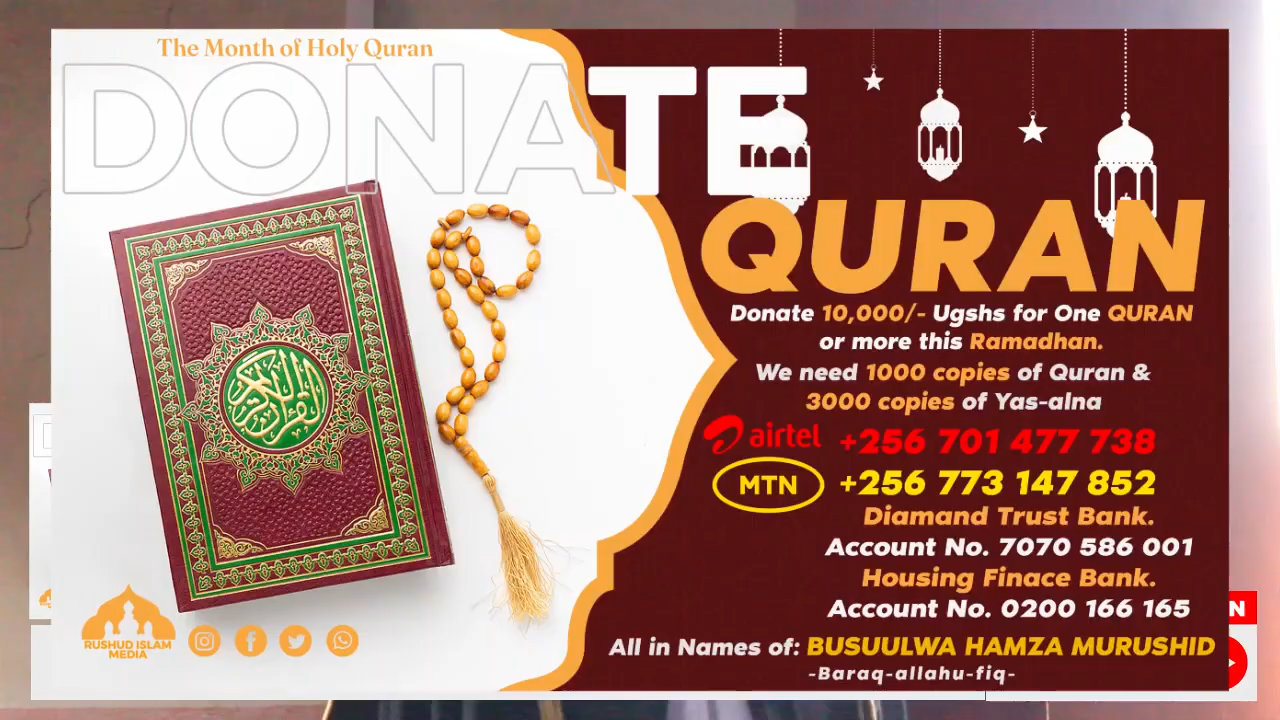 The Month of Holy Quran
DONATE
QURAN
Donate 10,000/- Ugshs for One QURAN
or more this Ramadhan.
We need 1000 copies of Quran &
3000 copies of Yas-alna
airtel +256 701 477 738
MTN +256 773 147 852
Diamand Trust Bank.
Account No. 7070 586 001
Housing Finace Bank.
Account No. 0200 166 165
All in Names of: BUSUULWA HAMZA MURUSHID
-Baraq-allahu-fiq-
القرآن الكريم
RUSHUD ISLAM
MEDIA